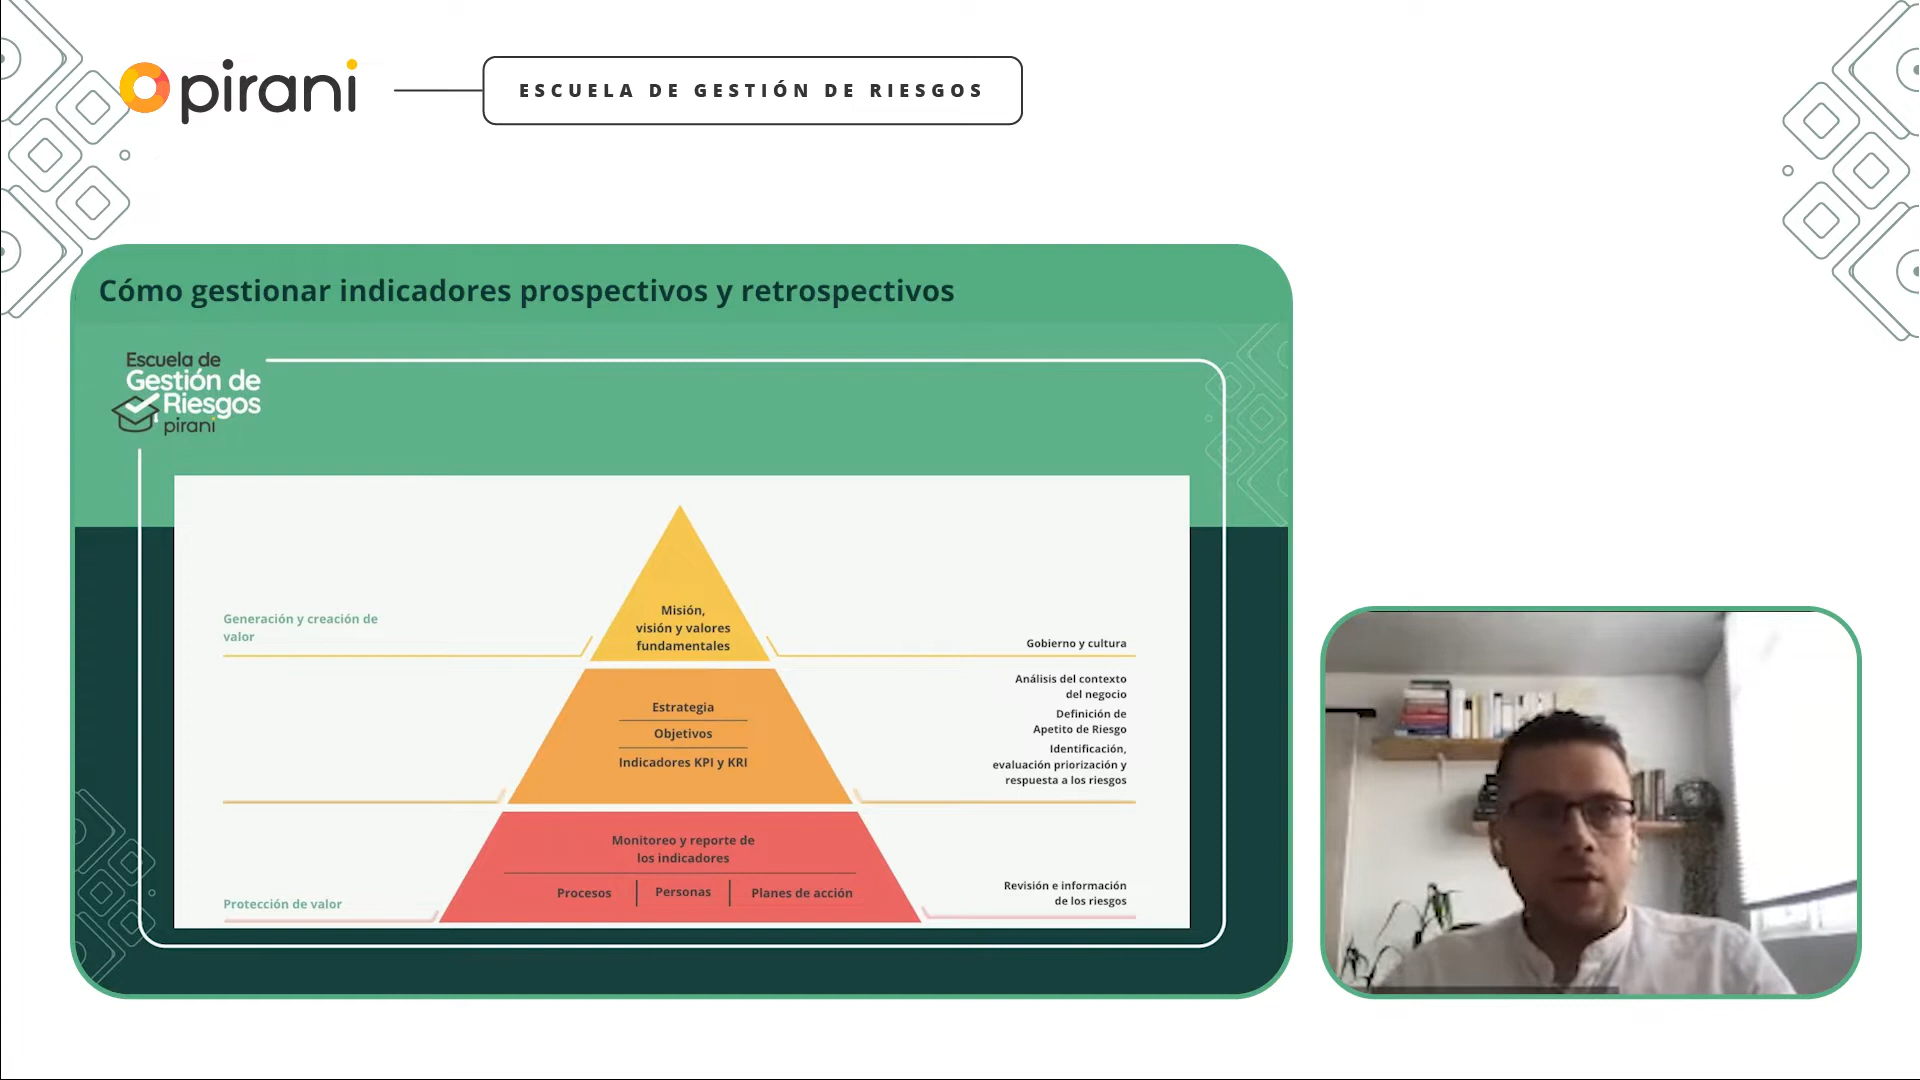 pirani
ESCUELA DE GESTIÓN DE RIESGOS
Cómo gestionar indicadores prospectivos y retrospectivos
Escuela de
Gestión de
Riesgos
pirani
Generación y creación de
valor
Misión,
visión y valores
fundamentales
Gobierno y cultura
Estrategia
Objetivos
Indicadores KPI y KRI
Análisis del contexto
del negocio
Definición de
Apetito de Riesgo
Identificación,
evaluación priorización y
respuesta a los riesgos
Monitoreo y reporte de
los indicadores
Procesos | Personas | Planes de acción
Protección de valor
Revisión e información
de los riesgos